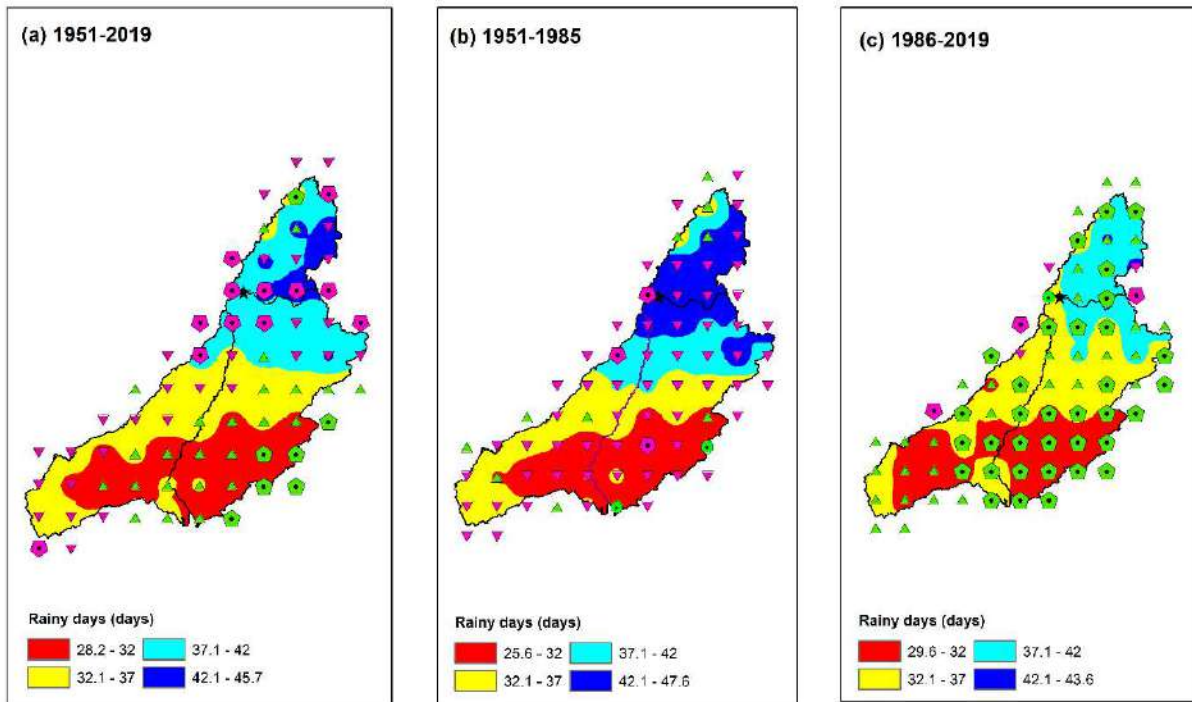 (a) 1951-2019
(b) 1951-1985
(c) 1986-2019
Rainy days (days)
28.2 - 32
37.1 - 42
32.1 - 37
42.1 - 45.7
Rainy days (days)
25.6 - 32
37.1 - 42
32.1 - 37
42.1 - 47.6
Rainy days (days)
29.6 - 32
37.1 - 42
32.1 - 37
42.1 - 43.6